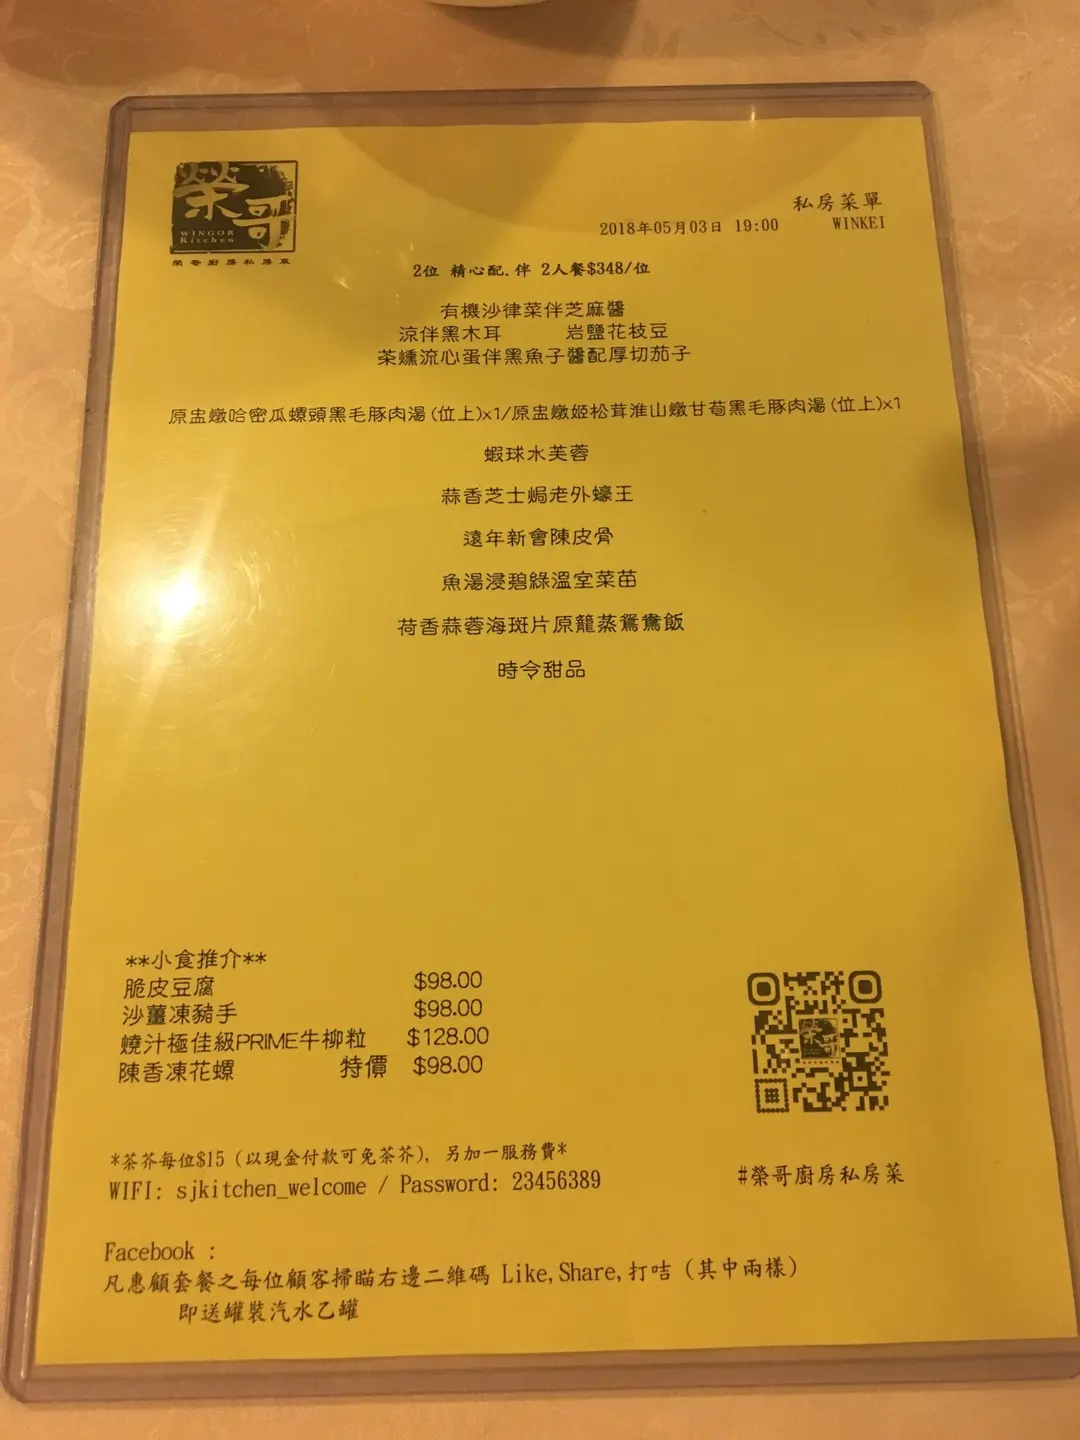 榮哥
WINGOR
Kitchen
榮哥廚房私房菜
私房菜單
2018年05月03日 19:00 WINKEI
2位 精心配.伴 2人餐$348/位
有機沙律菜伴芝麻醬
涼伴黑木耳 岩鹽花枝豆
茶燻流心蛋伴黑魚子醬配厚切茄子
原盅燉哈密瓜螺頭黑毛豚肉湯(位上)x1/原盅燉姬松茸淮山燉甘荀黑毛豚肉湯(位上)x1
蝦球水芙蓉
蒜香芝士焗老外蠔王
遠年新會陳皮骨
魚湯浸碧綠溫室菜苗
荷香蒜蓉海斑片原籠蒸鴛鴦飯
時令甜品
**小食推介**
脆皮豆腐 $98.00
沙薑凍豬手 $98.00
燒汁極佳級PRIME牛柳粒 $128.00
陳香凍花螺 特價 $98.00
*茶芥每位$15 (以現金付款可免茶芥), 另加一服務費*
WIFI: sjkitchen_welcome / Password: 23456389
#榮哥廚房私房菜
Facebook :
凡惠顧套餐之每位顧客掃瞄右邊二維碼 Like,Share,打咭 (其中兩樣)
即送罐裝汽水乙罐